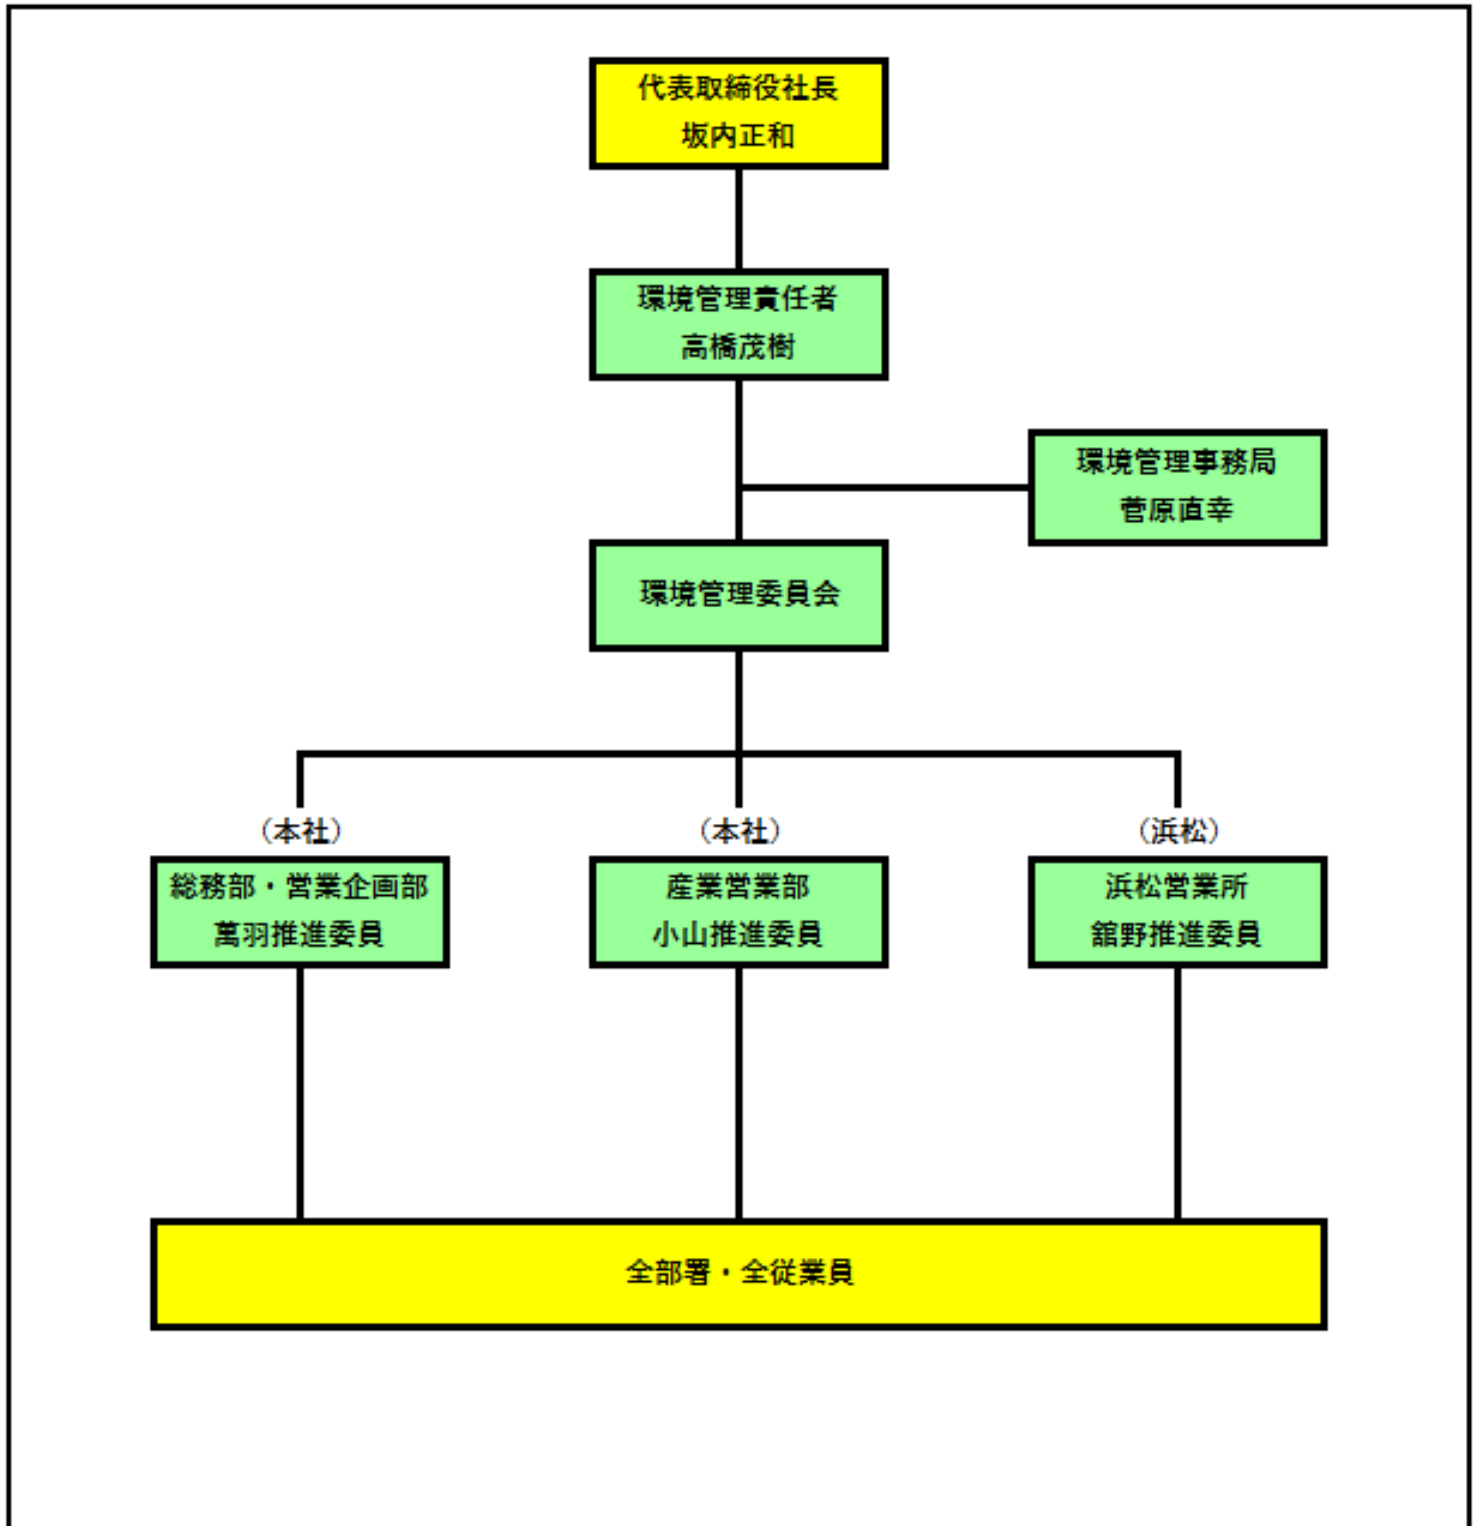 代表取締役社長
坂内正和
環境管理責任者
高橋茂樹
環境管理事務局
菅原直幸
環境管理委員会
（本社）
総務部・営業企画部
萬羽推進委員
（本社）
産業営業部
小山推進委員
（浜松）
浜松営業所
舘野推進委員
全部署・全従業員